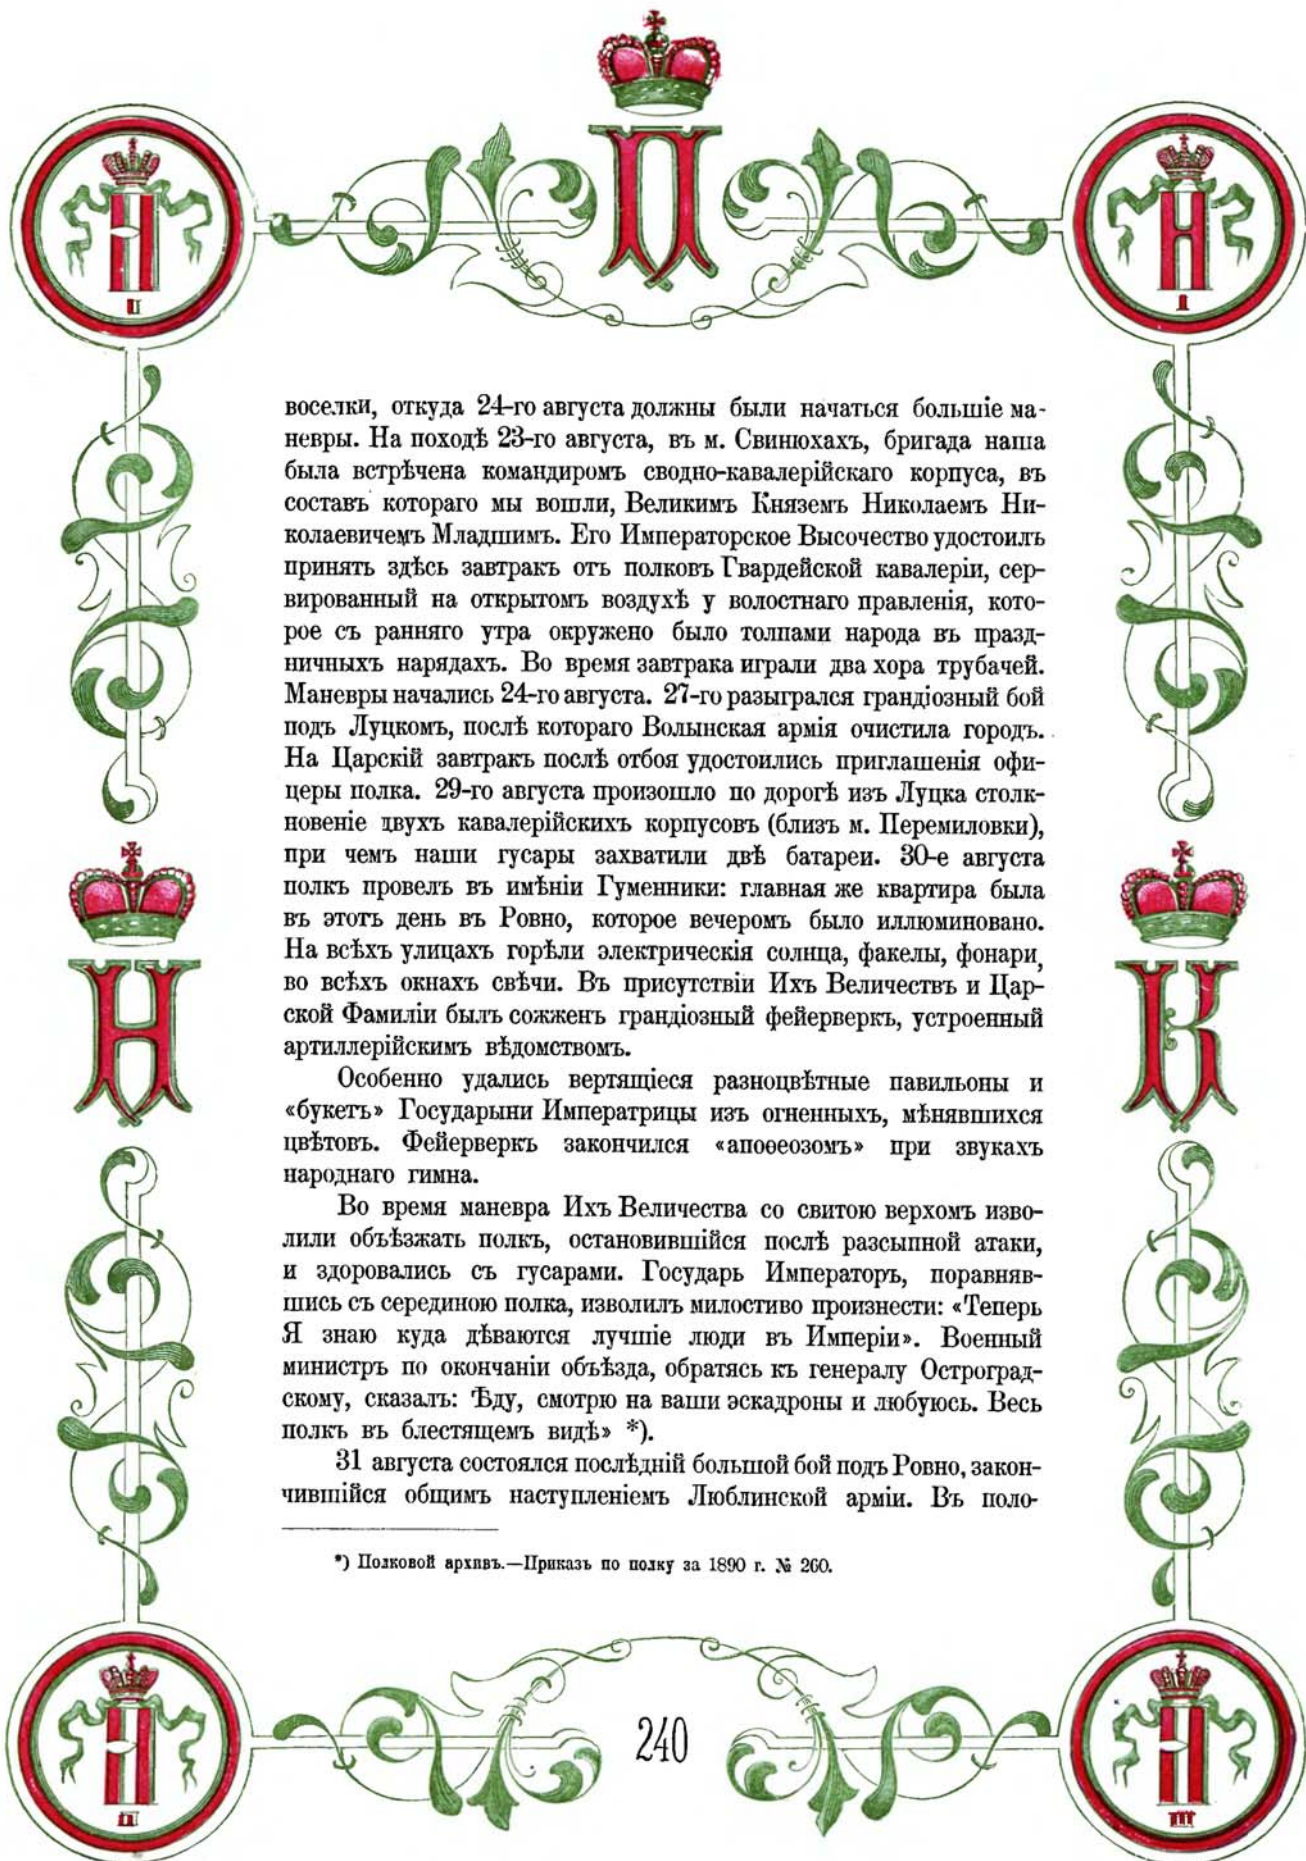 П
II
I
воселки, откуда 24-го августа должны были начаться большіе ма-
невры. На походѣ 23-го августа, въ м. Свинюхахъ, бригада наша
была встрѣчена командиромъ сводно-кавалерійскаго корпуса, въ
составъ котораго мы вошли, Великимъ Княземъ Николаемъ Ни-
колаевичемъ Младшимъ. Его Императорское Высочество удостоилъ
принять здѣсь завтракъ отъ полковъ Гвардейской кавалеріи, сер-
вированный на открытомъ воздухѣ у волостнаго правленія, кото-
рое съ ранняго утра окружено было толпами народа въ празд-
ничныхъ нарядахъ. Во время завтрака играли два хора трубачей.
Маневры начались 24-го августа. 27-го разыгрался грандіозный бой
подъ Луцкомъ, послѣ котораго Волынская армія очистила городъ.
На Царскій завтракъ послѣ отбоя удостоились приглашенія офи-
церы полка. 29-го августа произошло по дорогѣ изъ Луцка столк-
новеніе двухъ кавалерійскихъ корпусовъ (близъ м. Перемиловки),
при чемъ наши гусары захватили двѣ батареи. 30-е августа
полкъ провелъ въ имѣніи Гуменники: главная же квартира была
въ этотъ день въ Ровно, которое вечеромъ было иллюминовано.
На всѣхъ улицахъ горѣли электрическія солнца, факелы, фонари,
во всѣхъ окнахъ свѣчи. Въ присутствіи Ихъ Величествъ и Цар-
ской Фамиліи былъ сожженъ грандіозный фейерверкъ, устроенный
артиллерійскимъ вѣдомствомъ.
Особенно удались вертящіеся разноцвѣтные павильоны и
«букетъ» Государыни Императрицы изъ огненныхъ, мѣнявшихся
цвѣтовъ. Фейерверкъ закончился «апоѳеозомъ» при звукахъ
народнаго гимна.
Во время маневра Ихъ Величества со свитою верхомъ изво-
лили объѣзжать полкъ, остановившійся послѣ разсыпной атаки,
и здоровались съ гусарами. Государь Императоръ, поравняв-
шись съ серединою полка, изволилъ милостиво произнести: «Теперь
Я знаю куда дѣваются лучшіе люди въ Имперіи». Военный
министръ по окончаніи объѣзда, обратясь къ генералу Остроград-
скому, сказалъ: Ѣду, смотрю на ваши эскадроны и любуюсь. Весь
полкъ въ блестящемъ видѣ» *).
31 августа состоялся послѣдній большой бой подъ Ровно, закон-
чившійся общимъ наступленіемъ Люблинской арміи. Въ поло-
*) Полковой архивъ.—Приказъ по полку за 1890 г. № 260.
Н
К
240
III